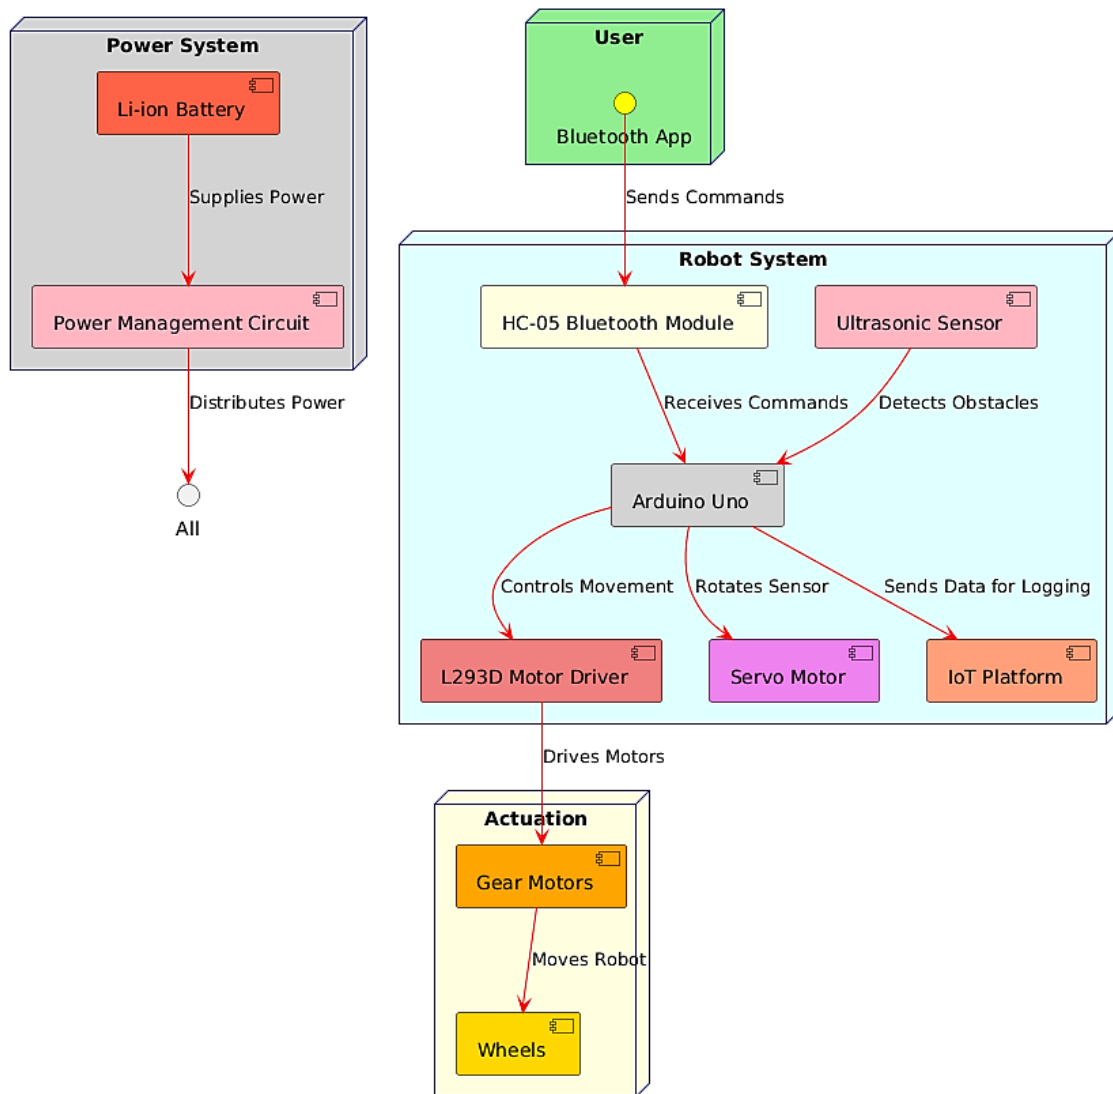 Power System
Li-ion Battery
Supplies Power
Power Management Circuit
Distributes Power
All
User
Bluetooth App
Sends Commands
Robot System
HC-05 Bluetooth Module
Ultrasonic Sensor
Receives Commands
Detects Obstacles
Arduino Uno
Controls Movement
Rotates Sensor
Sends Data for Logging
L293D Motor Driver
Servo Motor
IoT Platform
Drives Motors
Actuation
Gear Motors
Moves Robot
Wheels